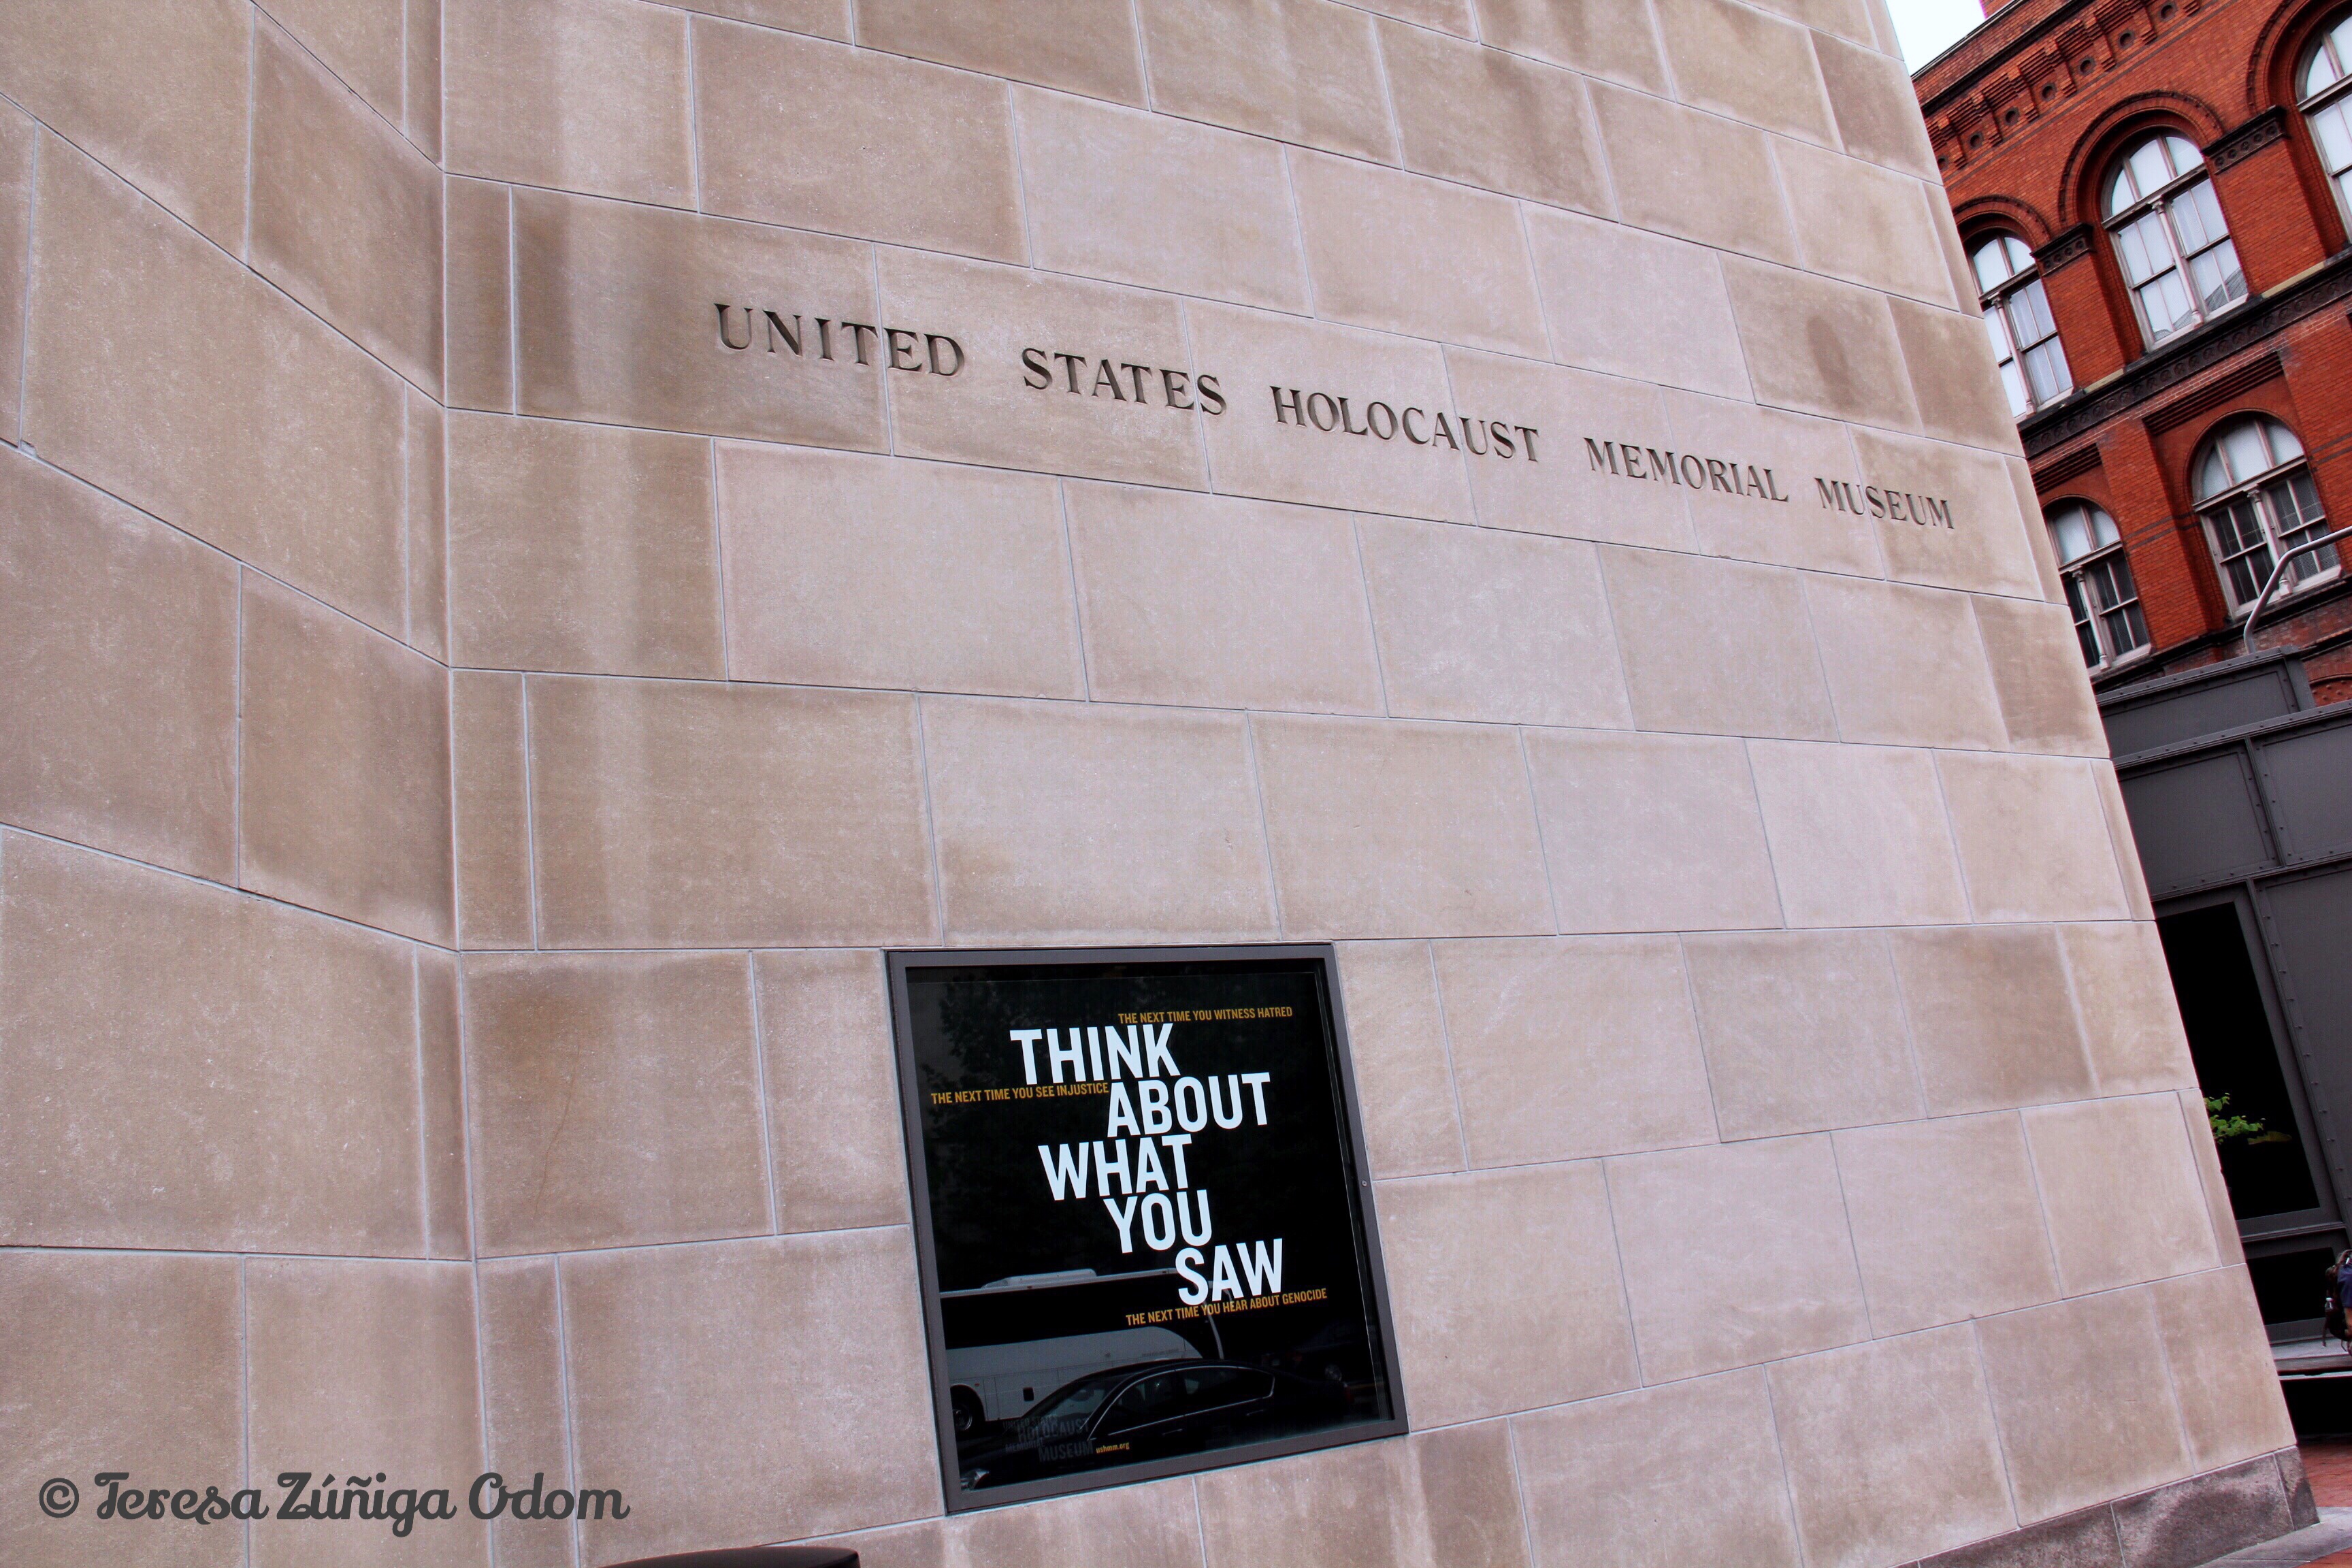 UNITED STATES HOLOCAUST MEMORIAL MUSEUM
THE NEXT TIME YOU WITNESS HATRED
THINK
THE NEXT TIME YOU SEE INJUSTICE
ABOUT
WHAT
YOU
SAW
THE NEXT TIME YOU HEAR ABOUT GENOCIDE
HOLOCAUST
MUSEUM
ushmm.org
© Teresa Zúñiga Odom